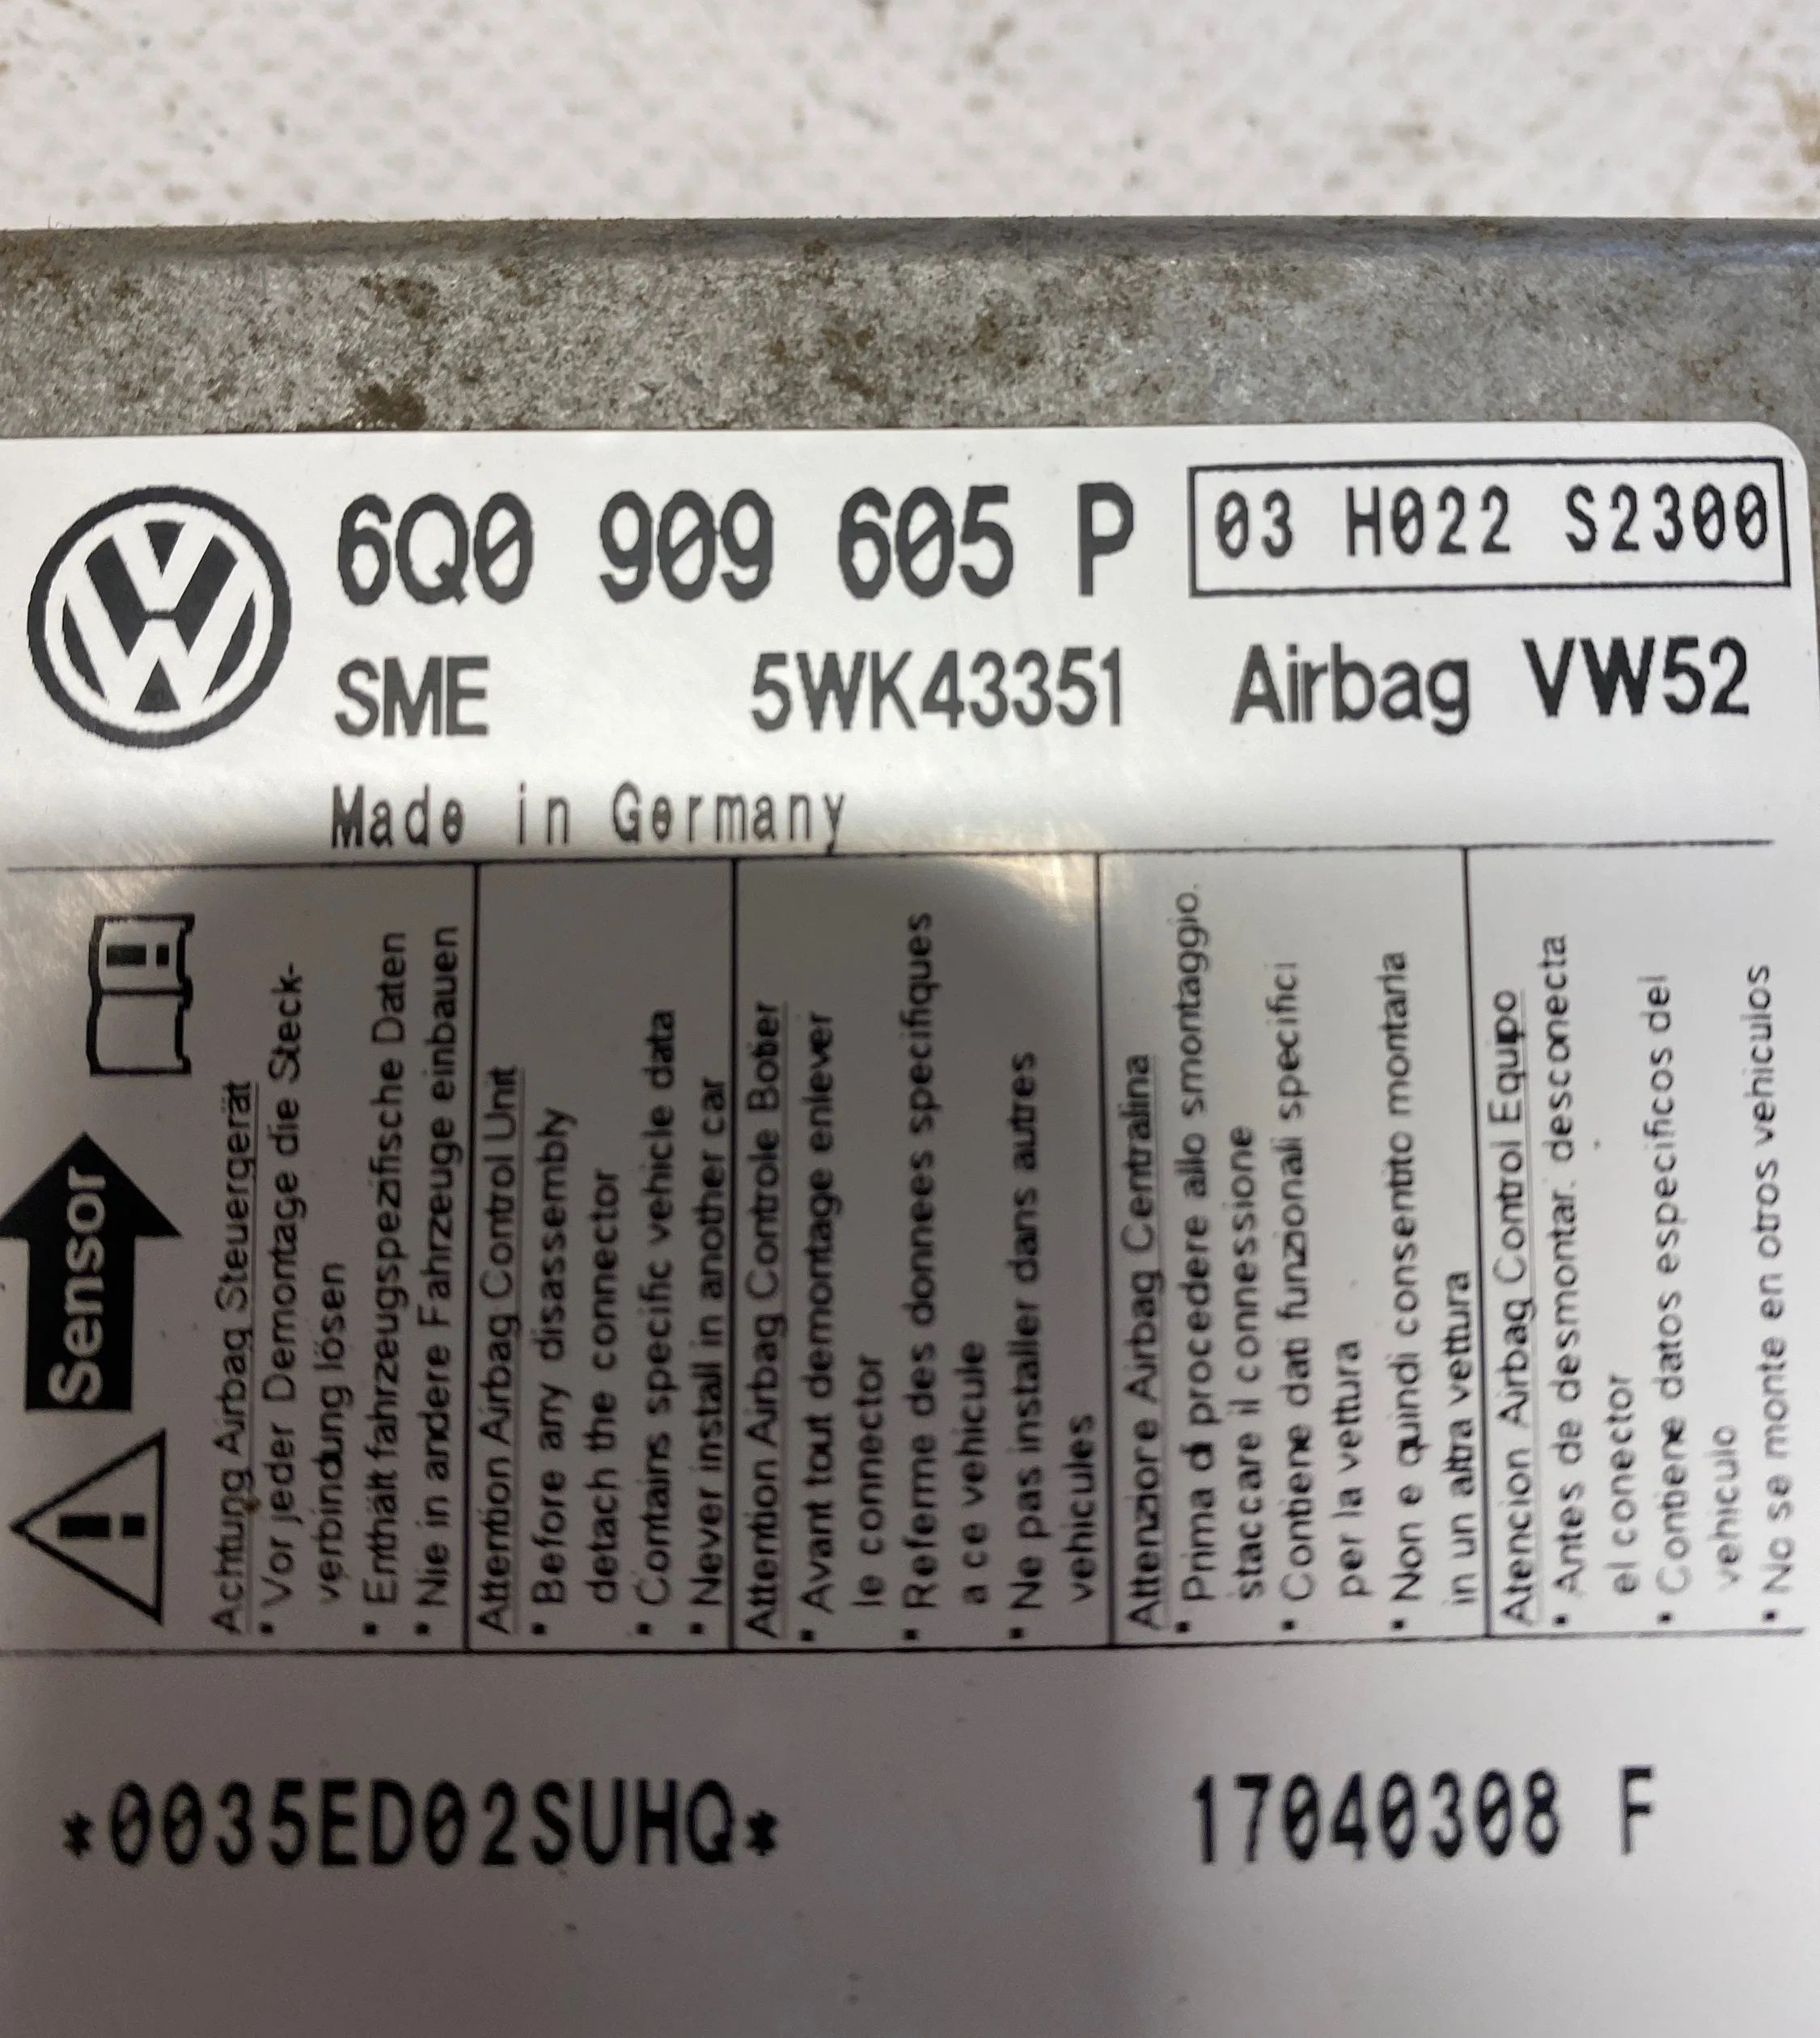 6Q0 909 605 P
03 H022 S2300
SME 5WK43351 Airbag VW52
Made in Germany
Sensor
Achtung Airbag Steuergerät
• Vor jeder Demontage die Steck-
verbindung lösen
• Enthält fahrzeugspezifische Daten
• Nie in andere Fahrzeuge einbauen
Attention Airbag Control Unit
• Before any disassembly
detach the connector
• Contains specific vehicle data
• Never install in another car
Attention Airbag Controle Boitier
• Avant tout demontage enlever
le connector
• Referme des donnees specifiques
a ce vehicule
• Ne pas installer dans autres
vehicules
Attenziore Airbag Centralina
• Prima di procedere allo smontaggio.
staccare il connessione
• Contiene dati funzionali specifici
per la vettura
• Non e quindi consentito montarla
in un altra vettura
Atencion Airbag Control Equipo
• Antes de desmontar. desconecta
el conector
• Contiene datos especificos del
vehiculo
• No se monte en otros vehiculos
*0035ED02SUHQ* 17040308 F